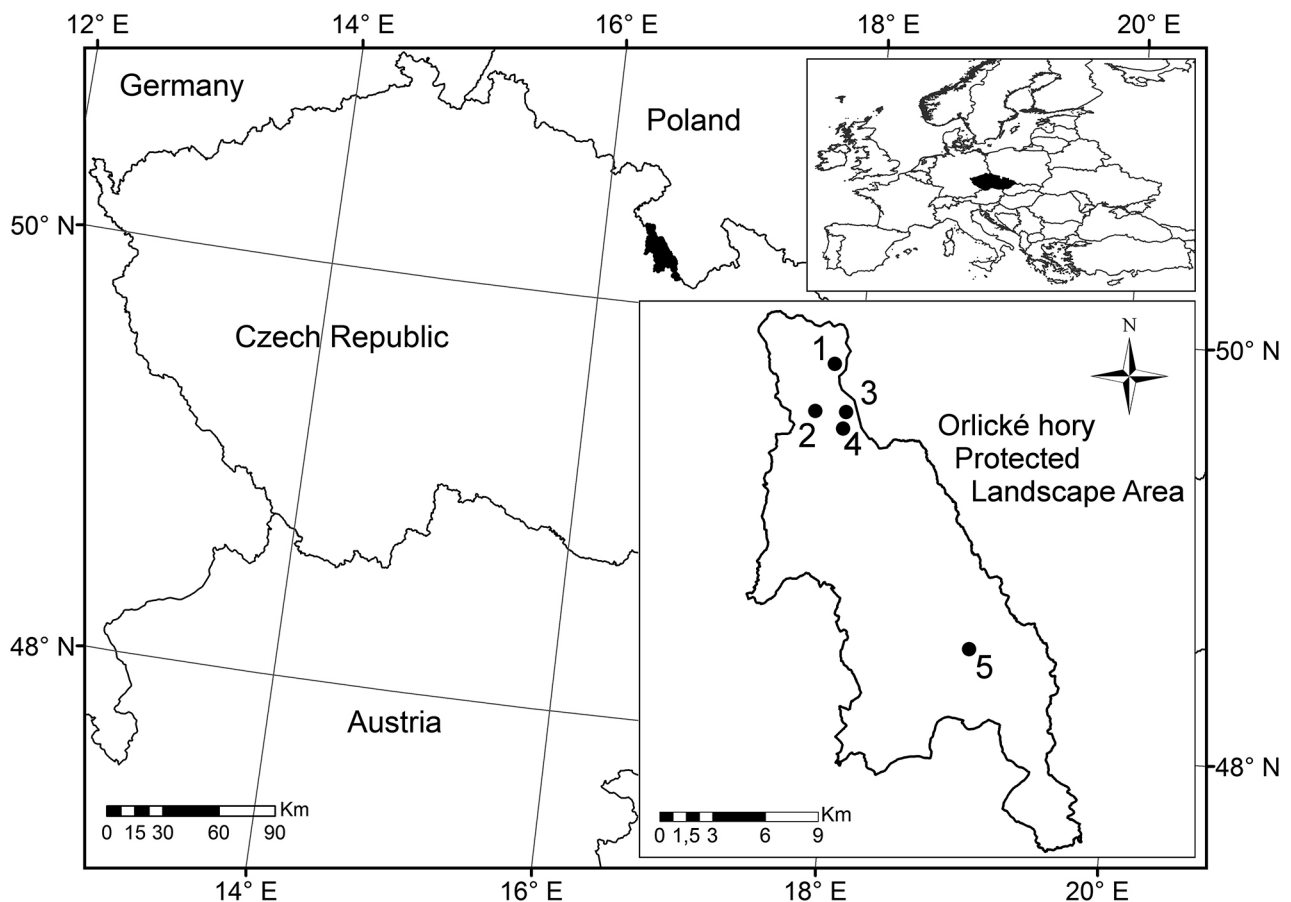 12° E
14° E
16° E
18° E
20° E
Germany
Poland
50° N
Czech Republic
N
50° N
1
3
2
4
Orlické hory
Protected
Landscape Area
48° N
5
Austria
48° N
Km
0 15 30 60 90
Km
0 1,5 3 6 9
14° E
16° E
18° E
20° E